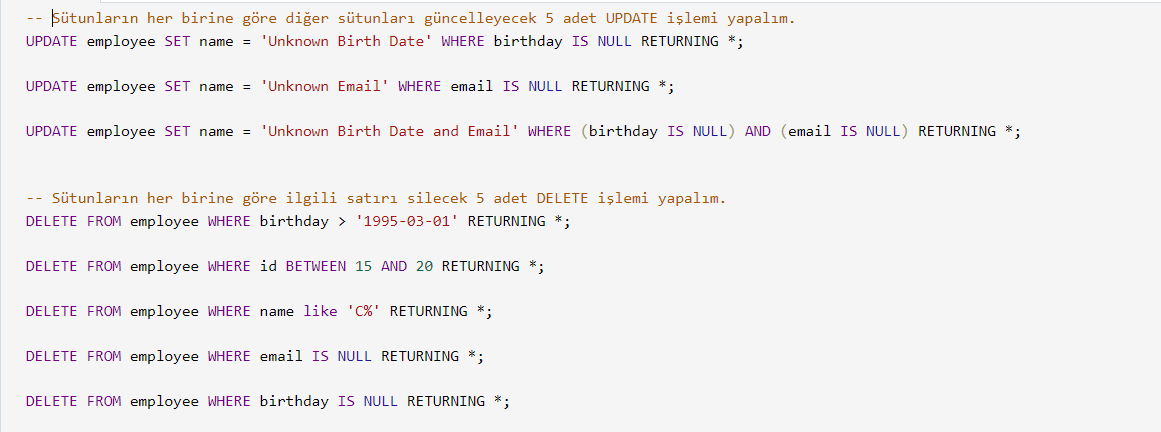 -- Sütunların her birine göre diğer sütunları güncelleyecek 5 adet UPDATE işlemi yapalım.
UPDATE employee SET name = 'Unknown Birth Date' WHERE birthday IS NULL RETURNING *;
UPDATE employee SET name = 'Unknown Email' WHERE email IS NULL RETURNING *;
UPDATE employee SET name = 'Unknown Birth Date and Email' WHERE (birthday IS NULL) AND (email IS NULL) RETURNING *;
-- Sütunların her birine göre ilgili satırı silecek 5 adet DELETE işlemi yapalım.
DELETE FROM employee WHERE birthday > '1995-03-01' RETURNING *;
DELETE FROM employee WHERE id BETWEEN 15 AND 20 RETURNING *;
DELETE FROM employee WHERE name like 'C%' RETURNING *;
DELETE FROM employee WHERE email IS NULL RETURNING *;
DELETE FROM employee WHERE birthday IS NULL RETURNING *;